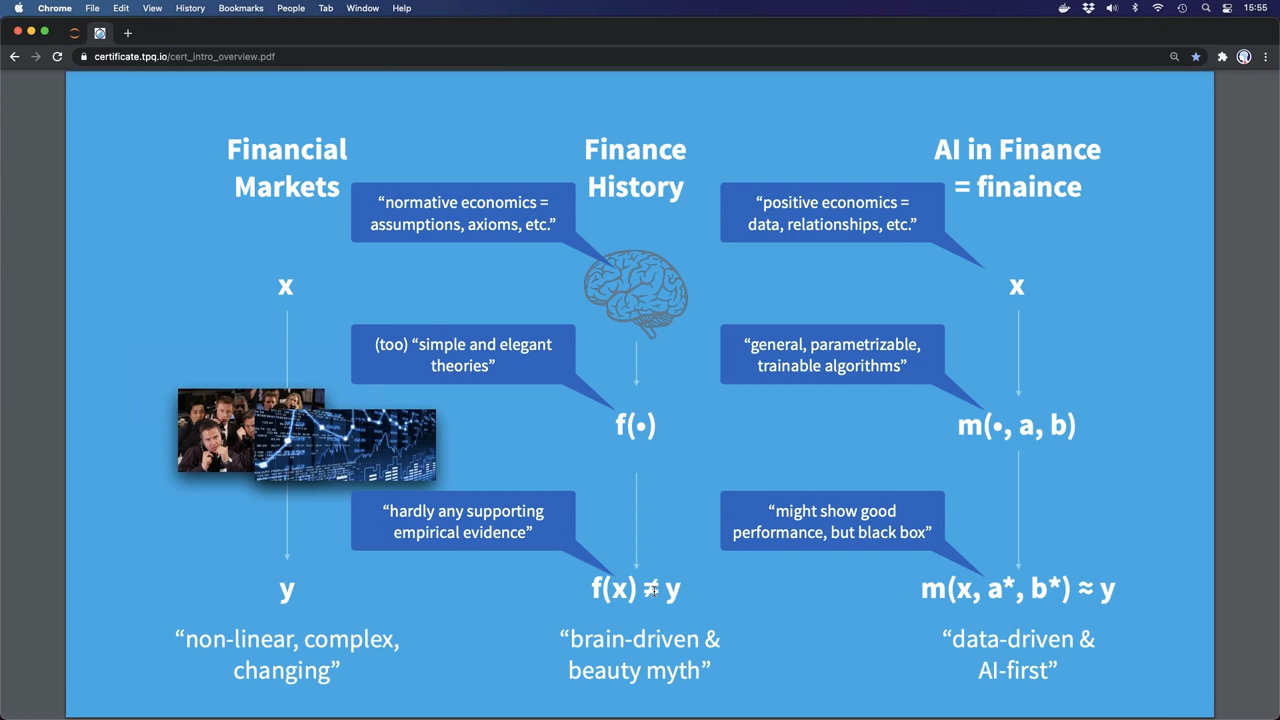 Chrome File Edit View History Bookmarks People Tab Window Help 15:55
certificate.tpq.io/cert_intro_overview.pdf
Financial
Markets
Finance
History
AI in Finance
= finaince
“normative economics =
assumptions, axioms, etc.”
“positive economics =
data, relationships, etc.”
x
x
(too) “simple and elegant
theories”
“general, parametrizable,
trainable algorithms”
f(•)
m(•, a, b)
“hardly any supporting
empirical evidence”
“might show good
performance, but black box”
y
f(x) ≠ y
m(x, a*, b*) ≈ y
“non-linear, complex,
changing”
“brain-driven &
beauty myth”
“data-driven &
AI-first”